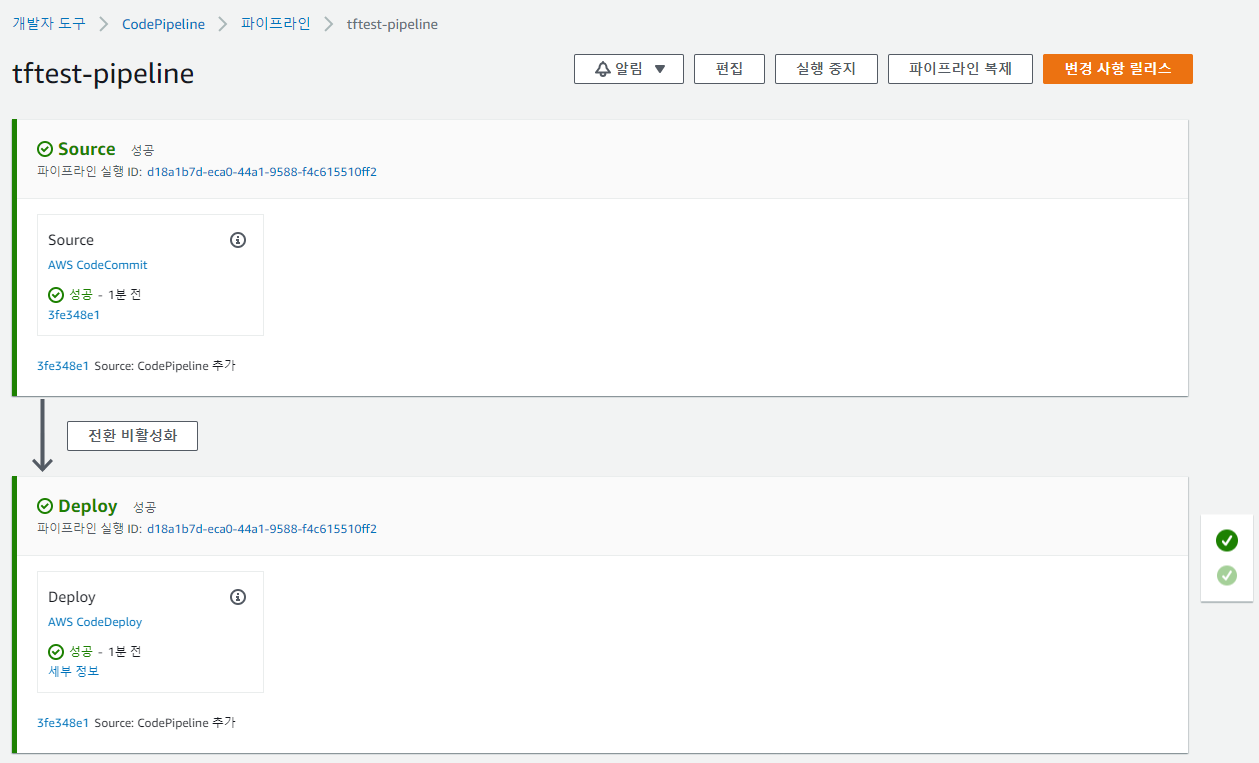 개발자 도구 > CodePipeline > 파이프라인 > tftest-pipeline
tftest-pipeline
알림 ▼ 편집 실행 중지 파이프라인 복제 변경 사항 릴리스
Source 성공
파이프라인 실행 ID: d18a1b7d-eca0-44a1-9588-f4c615510ff2
Source
AWS CodeCommit
성공 - 1분 전
3fe348e1
3fe348e1 Source: CodePipeline 추가
전환 비활성화
Deploy 성공
파이프라인 실행 ID: d18a1b7d-eca0-44a1-9588-f4c615510ff2
Deploy
AWS CodeDeploy
성공 - 1분 전
세부 정보
3fe348e1 Source: CodePipeline 추가